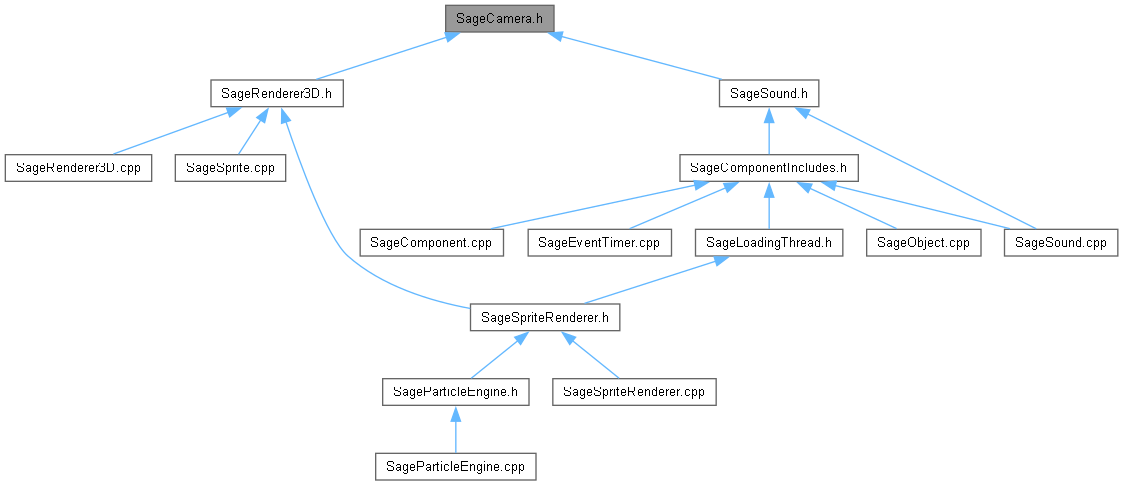 SageCamera.h
SageRenderer3D.h
SageSound.h
SageRenderer3D.cpp
SageSprite.cpp
SageComponentIncludes.h
SageComponent.cpp
SageEventTimer.cpp
SageLoadingThread.h
SageObject.cpp
SageSound.cpp
SageSpriteRenderer.h
SageParticleEngine.h
SageSpriteRenderer.cpp
SageParticleEngine.cpp